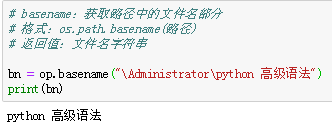 # basename：获取路径中的文件名部分
# 格式：os.path.basename(路径)
# 返回值：文件名字符串
bn = op.basename("\Administrator\python 高级语法")
print(bn)
python 高级语法